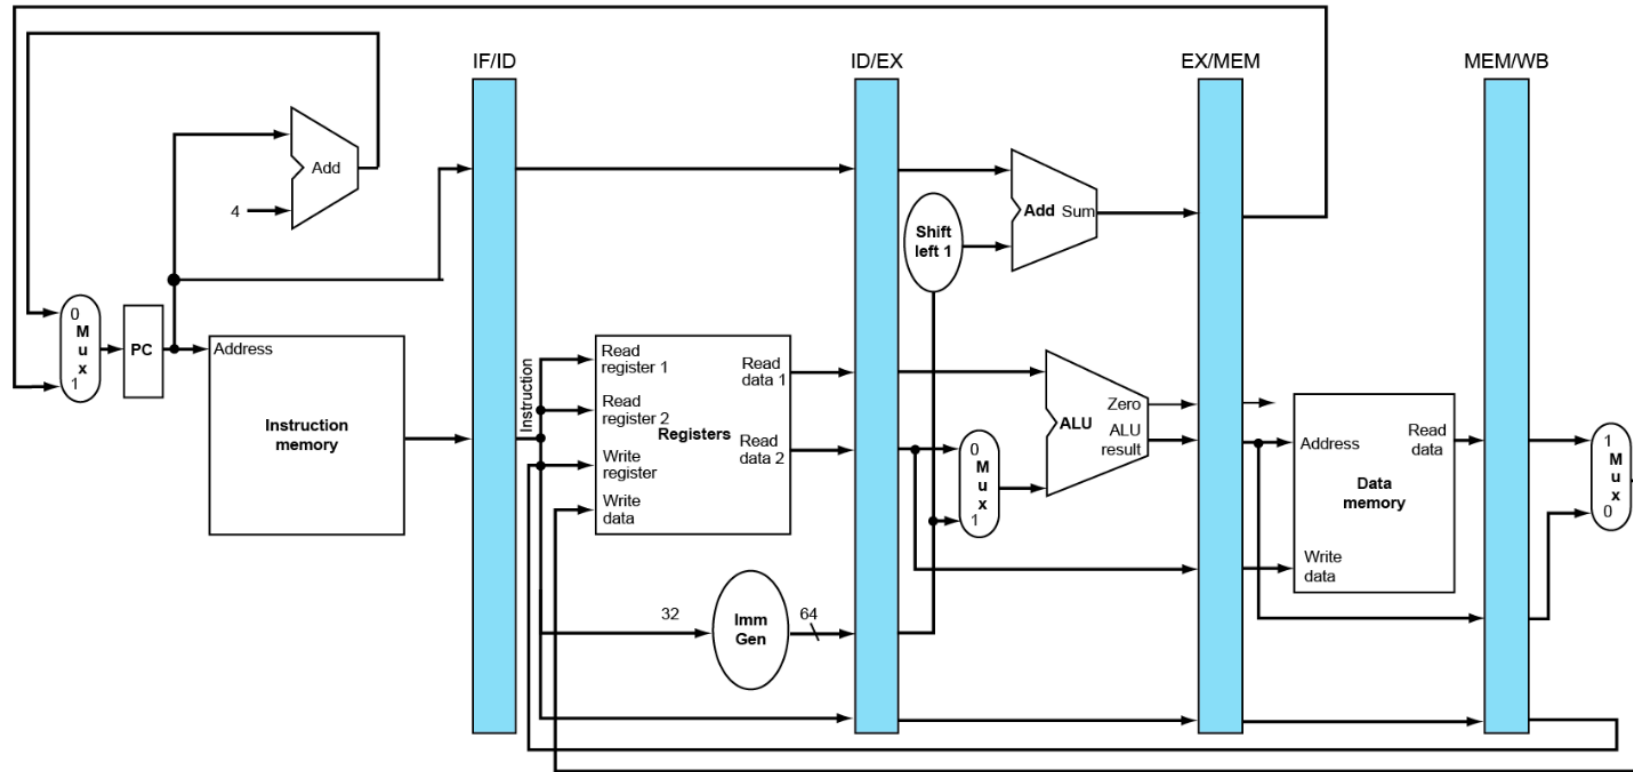 IF/ID
ID/EX
EX/MEM
MEM/WB
Add
4
Shift
left 1
Add Sum
0
M
u
x
1
PC
Address
Instruction
memory
Instruction
Read
register 1
Read
register 2
Registers
Write
register
Write
data
Read
data 1
Read
data 2
32
Imm
Gen
64
0
M
u
x
1
Zero
ALU
ALU
result
Address
Read
data
Data
memory
Write
data
1
M
u
x
0